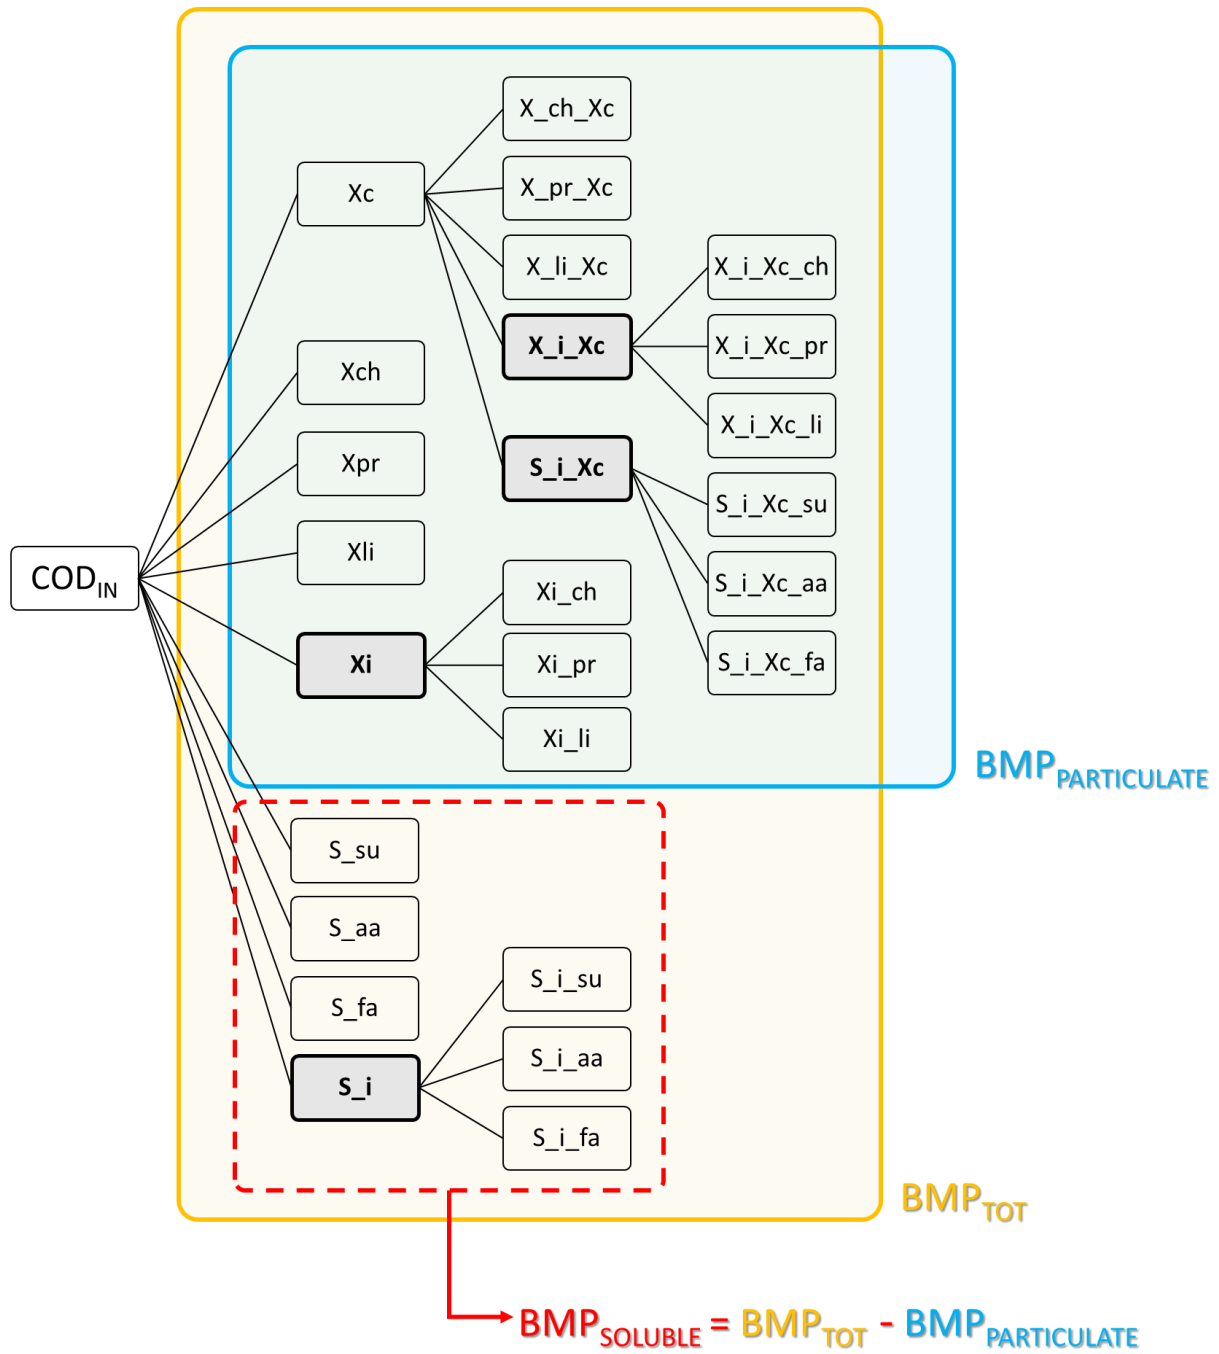 X_ch_Xc
Xc
X_pr_Xc
X_li_Xc
X_i_Xc_ch
X_i_Xc
X_i_Xc_pr
Xch
X_i_Xc_li
Xpr
S_i_Xc
S_i_Xc_su
Xli
COD_IN
Xi_ch
S_i_Xc_aa
Xi
Xi_pr
S_i_Xc_fa
Xi_li
BMP_PARTICULATE
S_su
S_aa
S_i_su
S_fa
S_i_aa
S_i
S_i_fa
BMP_TOT
BMP_SOLUBLE = BMP_TOT - BMP_PARTICULATE